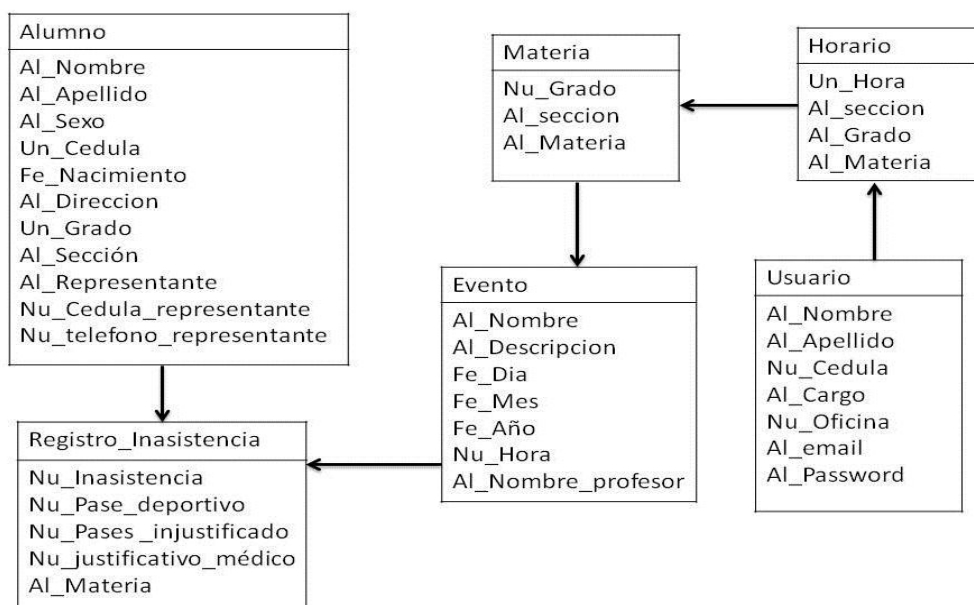 Alumno
Al_Nombre
Al_Apellido
Al_Sexo
Un_Cedula
Fe_Nacimiento
Al_Direccion
Un_Grado
Al_Sección
Al_Representante
Nu_Cedula_representante
Nu_telefono_representante
Materia
Nu_Grado
Al_seccion
Al_Materia
Horario
Un_Hora
Al_seccion
Al_Grado
Al_Materia
Evento
Al_Nombre
Al_Descripcion
Fe_Dia
Fe_Mes
Fe_Año
Nu_Hora
Al_Nombre_profesor
Usuario
Al_Nombre
Al_Apellido
Nu_Cedula
Al_Cargo
Nu_Oficina
Al_email
Al_Password
Registro_Inasistencia
Nu_Inasistencia
Nu_Pase_deportivo
Nu_Pases _injustificado
Nu_justificativo_médico
Al_Materia